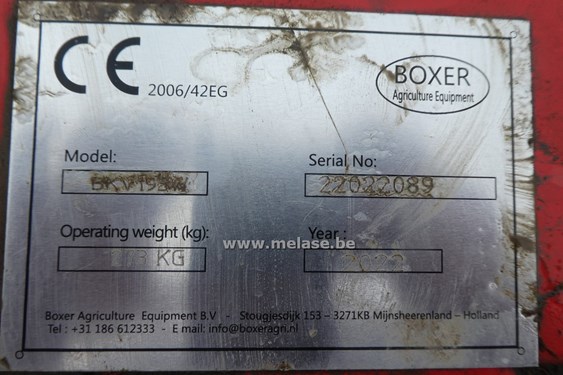 CE 2006/42EG
BOXER
Agriculture Equipment
Model: Serial No:
22022089
Operating weight (kg): Year :
KG
www.melase.be
Boxer Agriculture Equipment B.V - Stougjesdijk 153 – 3271KB Mijnsheerenland – Holland
Tel : +31 186 612333 - E mail: info@boxeragri.nl